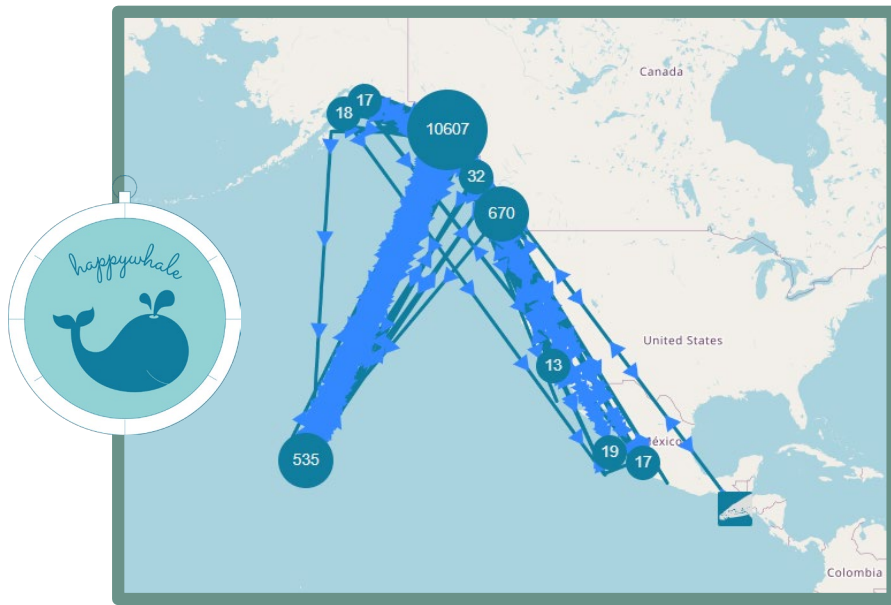 Canada
17
18
10607
32
670
happywhale
United States
13
México
19
17
535
Colombia